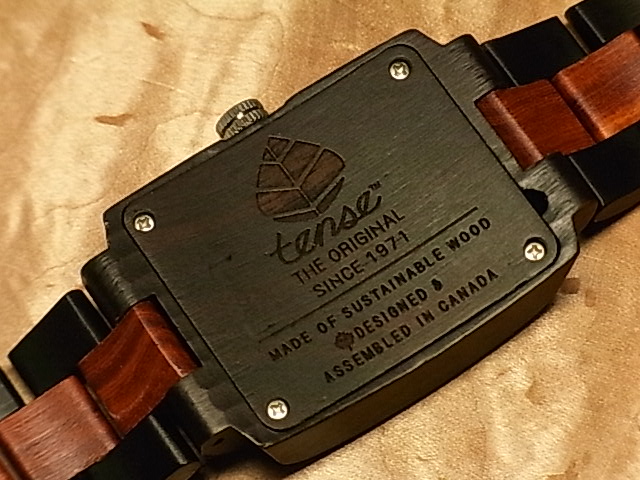 tense™
THE ORIGINAL
SINCE-1971
MADE OF SUSTAINABLE WOOD
DESIGNED &
ASSEMBLED IN CANADA